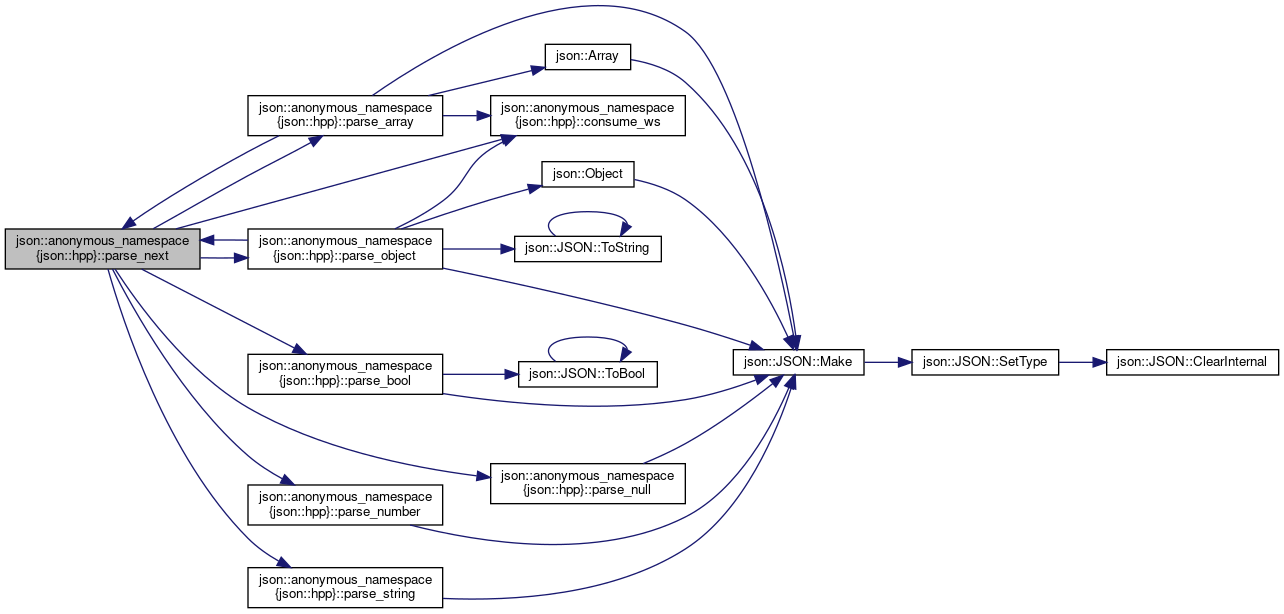 json::Array
json::anonymous_namespace
{json::hpp}::parse_array
json::anonymous_namespace
{json::hpp}::consume_ws
json::Object
json::anonymous_namespace
{json::hpp}::parse_next
json::anonymous_namespace
{json::hpp}::parse_object
json::JSON::ToString
json::JSON::Make
json::JSON::SetType
json::JSON::ClearInternal
json::anonymous_namespace
{json::hpp}::parse_bool
json::JSON::ToBool
json::anonymous_namespace
{json::hpp}::parse_null
json::anonymous_namespace
{json::hpp}::parse_number
json::anonymous_namespace
{json::hpp}::parse_string